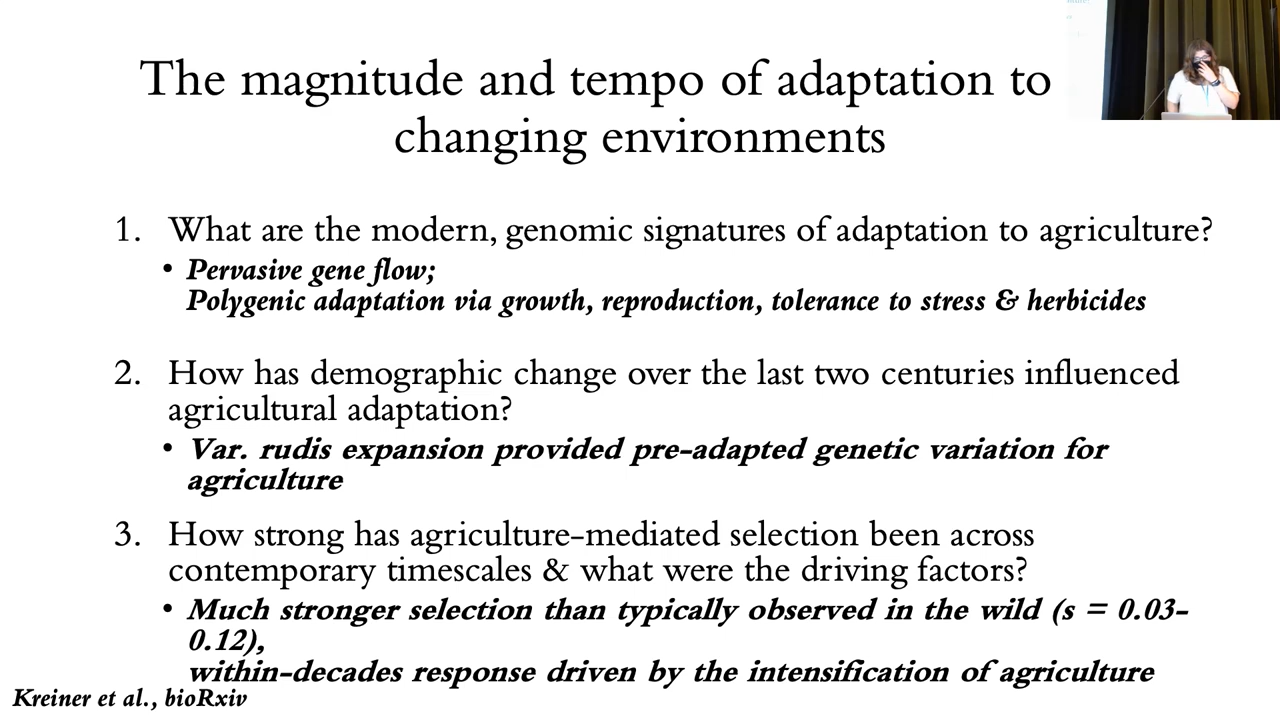 The magnitude and tempo of adaptation to
changing environments
1. What are the modern, genomic signatures of adaptation to agriculture?
• Pervasive gene flow;
Polygenic adaptation via growth, reproduction, tolerance to stress & herbicides
2. How has demographic change over the last two centuries influenced
agricultural adaptation?
• Var. rudis expansion provided pre-adapted genetic variation for
agriculture
3. How strong has agriculture-mediated selection been across
contemporary timescales & what were the driving factors?
• Much stronger selection than typically observed in the wild (s = 0.03-
0.12),
within-decades response driven by the intensification of agriculture
Kreiner et al., bioRxiv